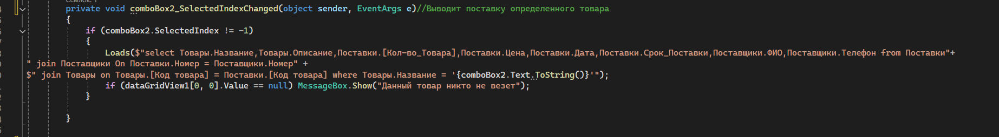 Ссылок: 1
private void comboBox2_SelectedIndexChanged(object sender, EventArgs e)//Выводит поставку определенного товара
{
if (comboBox2.SelectedIndex != -1)
{
Loads($"select Товары.Название,Товары.Описание,Поставки.[Кол-во_Товара],Поставки.Цена,Поставки.Дата,Поставки.Срок_Поставки,Поставщики.ФИО,Поставщики.Телефон from Поставки"+
" join Поставщики On Поставки.Номер = Поставщики.Номер" +
$" join Товары on Товары.[Код товара] = Поставки.[Код товара] where Товары.Название = '{comboBox2.Text.ToString()}'");
if (dataGridView1[0, 0].Value == null) MessageBox.Show("Данный товар никто не везет");
}
}